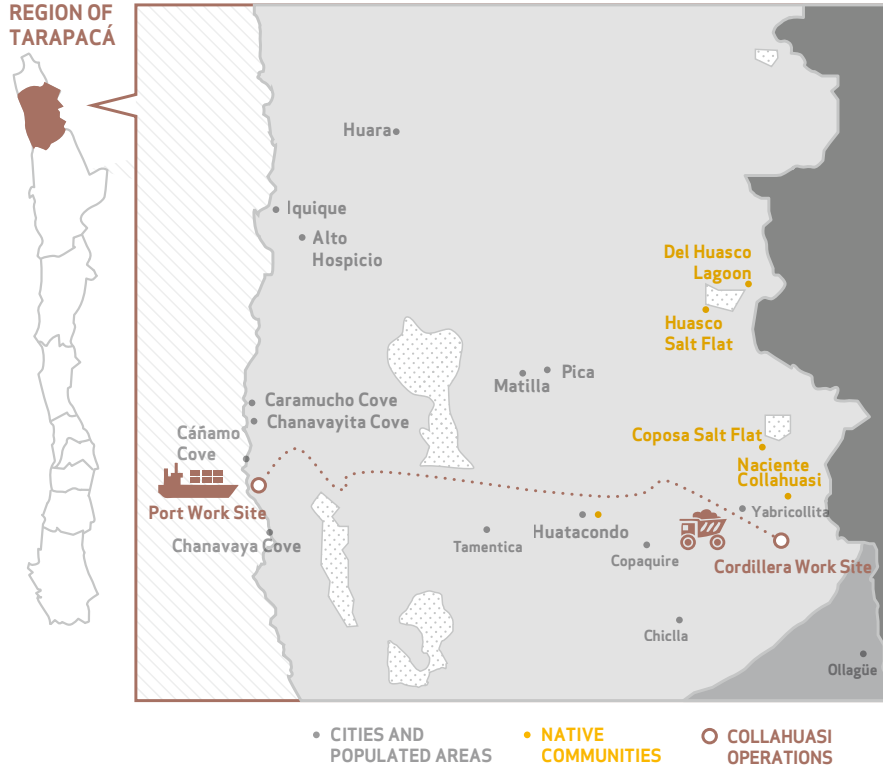 REGION OF
TARAPACÁ
Huara
Iquique
Alto
Hospicio
Del Huasco
Lagoon
Huasco
Salt Flat
Matilla
Pica
Caramucho Cove
Chanavayita Cove
Cáñamo
Cove
Coposa Salt Flat
Naciente
Collahuasi
Port Work Site
Yabricollita
Chanavaya Cove
Tamentica
Huatacondo
Copaquire
Cordillera Work Site
Chiclla
Ollagüe
CITIES AND
POPULATED AREAS
NATIVE
COMMUNITIES
COLLAHUASI
OPERATIONS